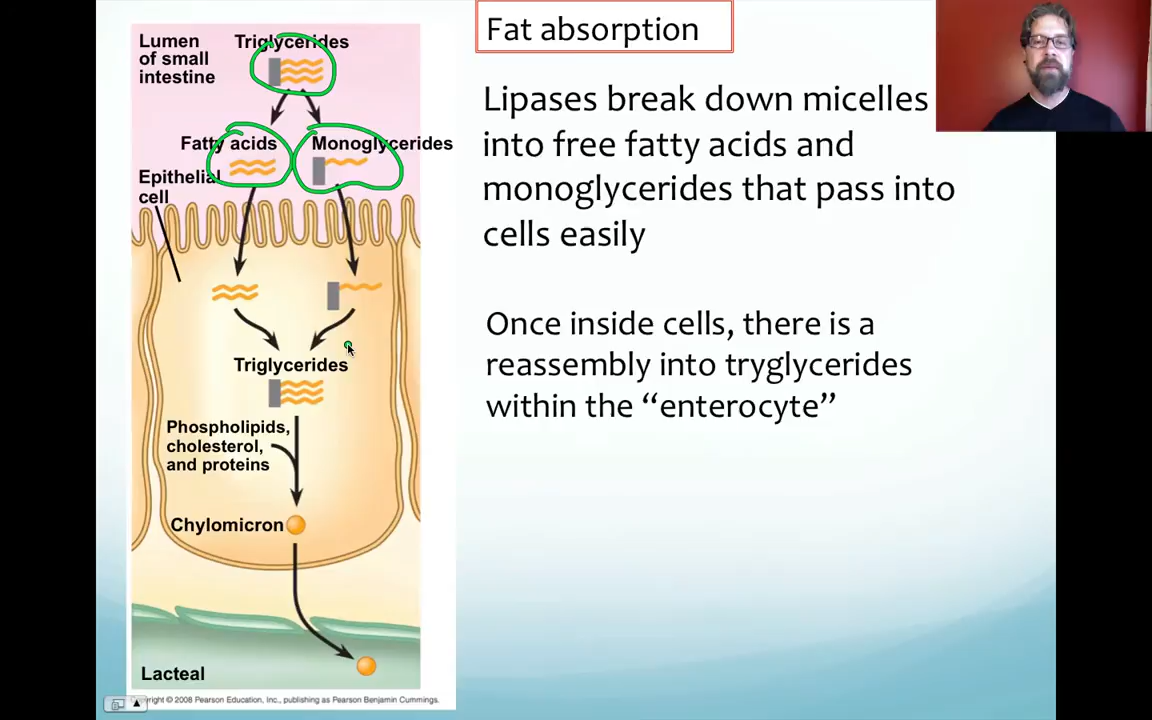 Fat absorption
Lumen
of small
intestine
Triglycerides
Fatty acids
Monoglycerides
Epithelial
cell
Triglycerides
Phospholipids,
cholesterol,
and proteins
Chylomicron
Lacteal
Copyright © 2008 Pearson Education, Inc., publishing as Pearson Benjamin Cummings.
Lipases break down micelles
into free fatty acids and
monoglycerides that pass into
cells easily
Once inside cells, there is a
reassembly into tryglycerides
within the “enterocyte”